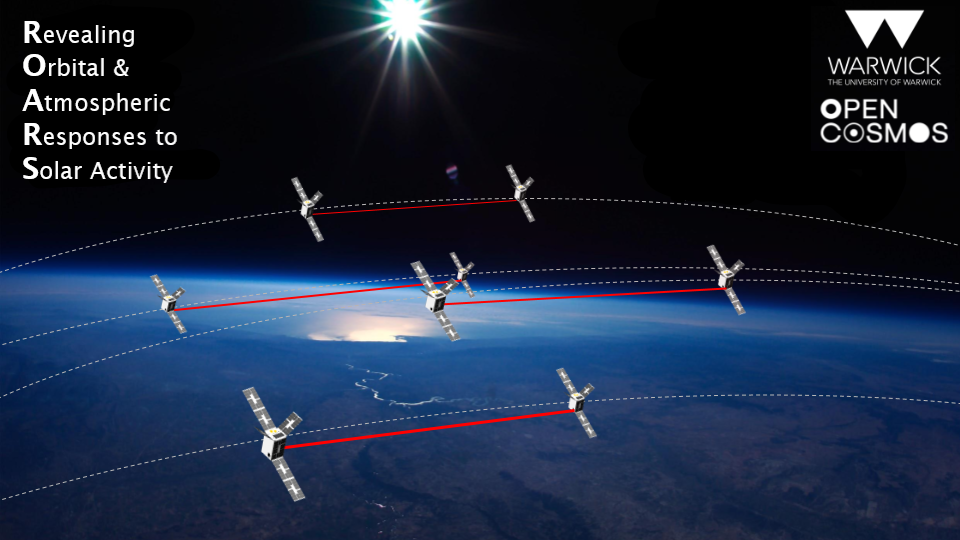 Revealing
Orbital &
Atmospheric
Responses to
Solar Activity
WARWICK
THE UNIVERSITY OF WARWICK
OPEN
COSMOS